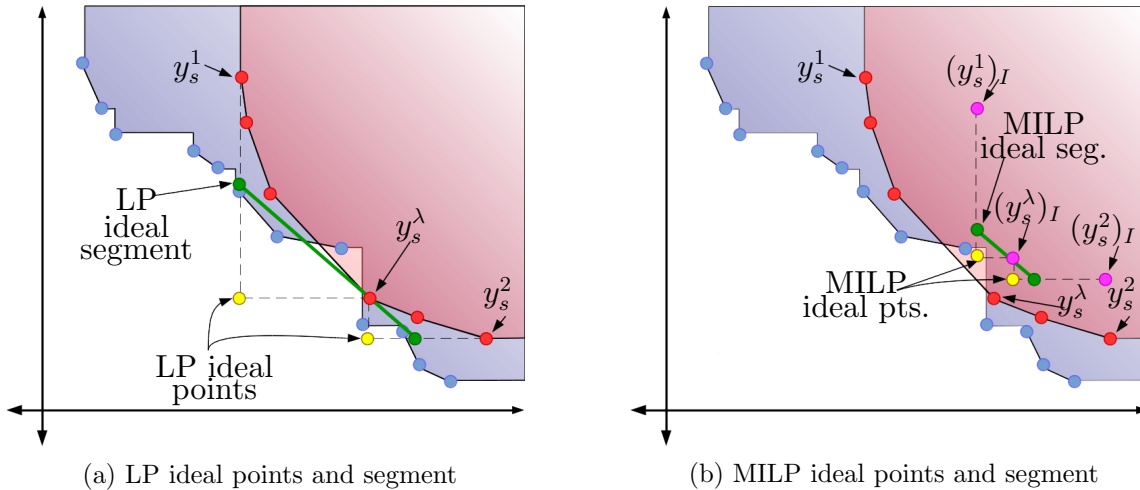 y_s^1
LP
ideal
segment
y_s^λ
y_s^2
LP ideal
points
(a) LP ideal points and segment
y_s^1
(y_s^1)_I
MILP
ideal seg.
(y_s^λ)_I
(y_s^2)_I
MILP
ideal pts.
y_s^λ
y_s^2
(b) MILP ideal points and segment